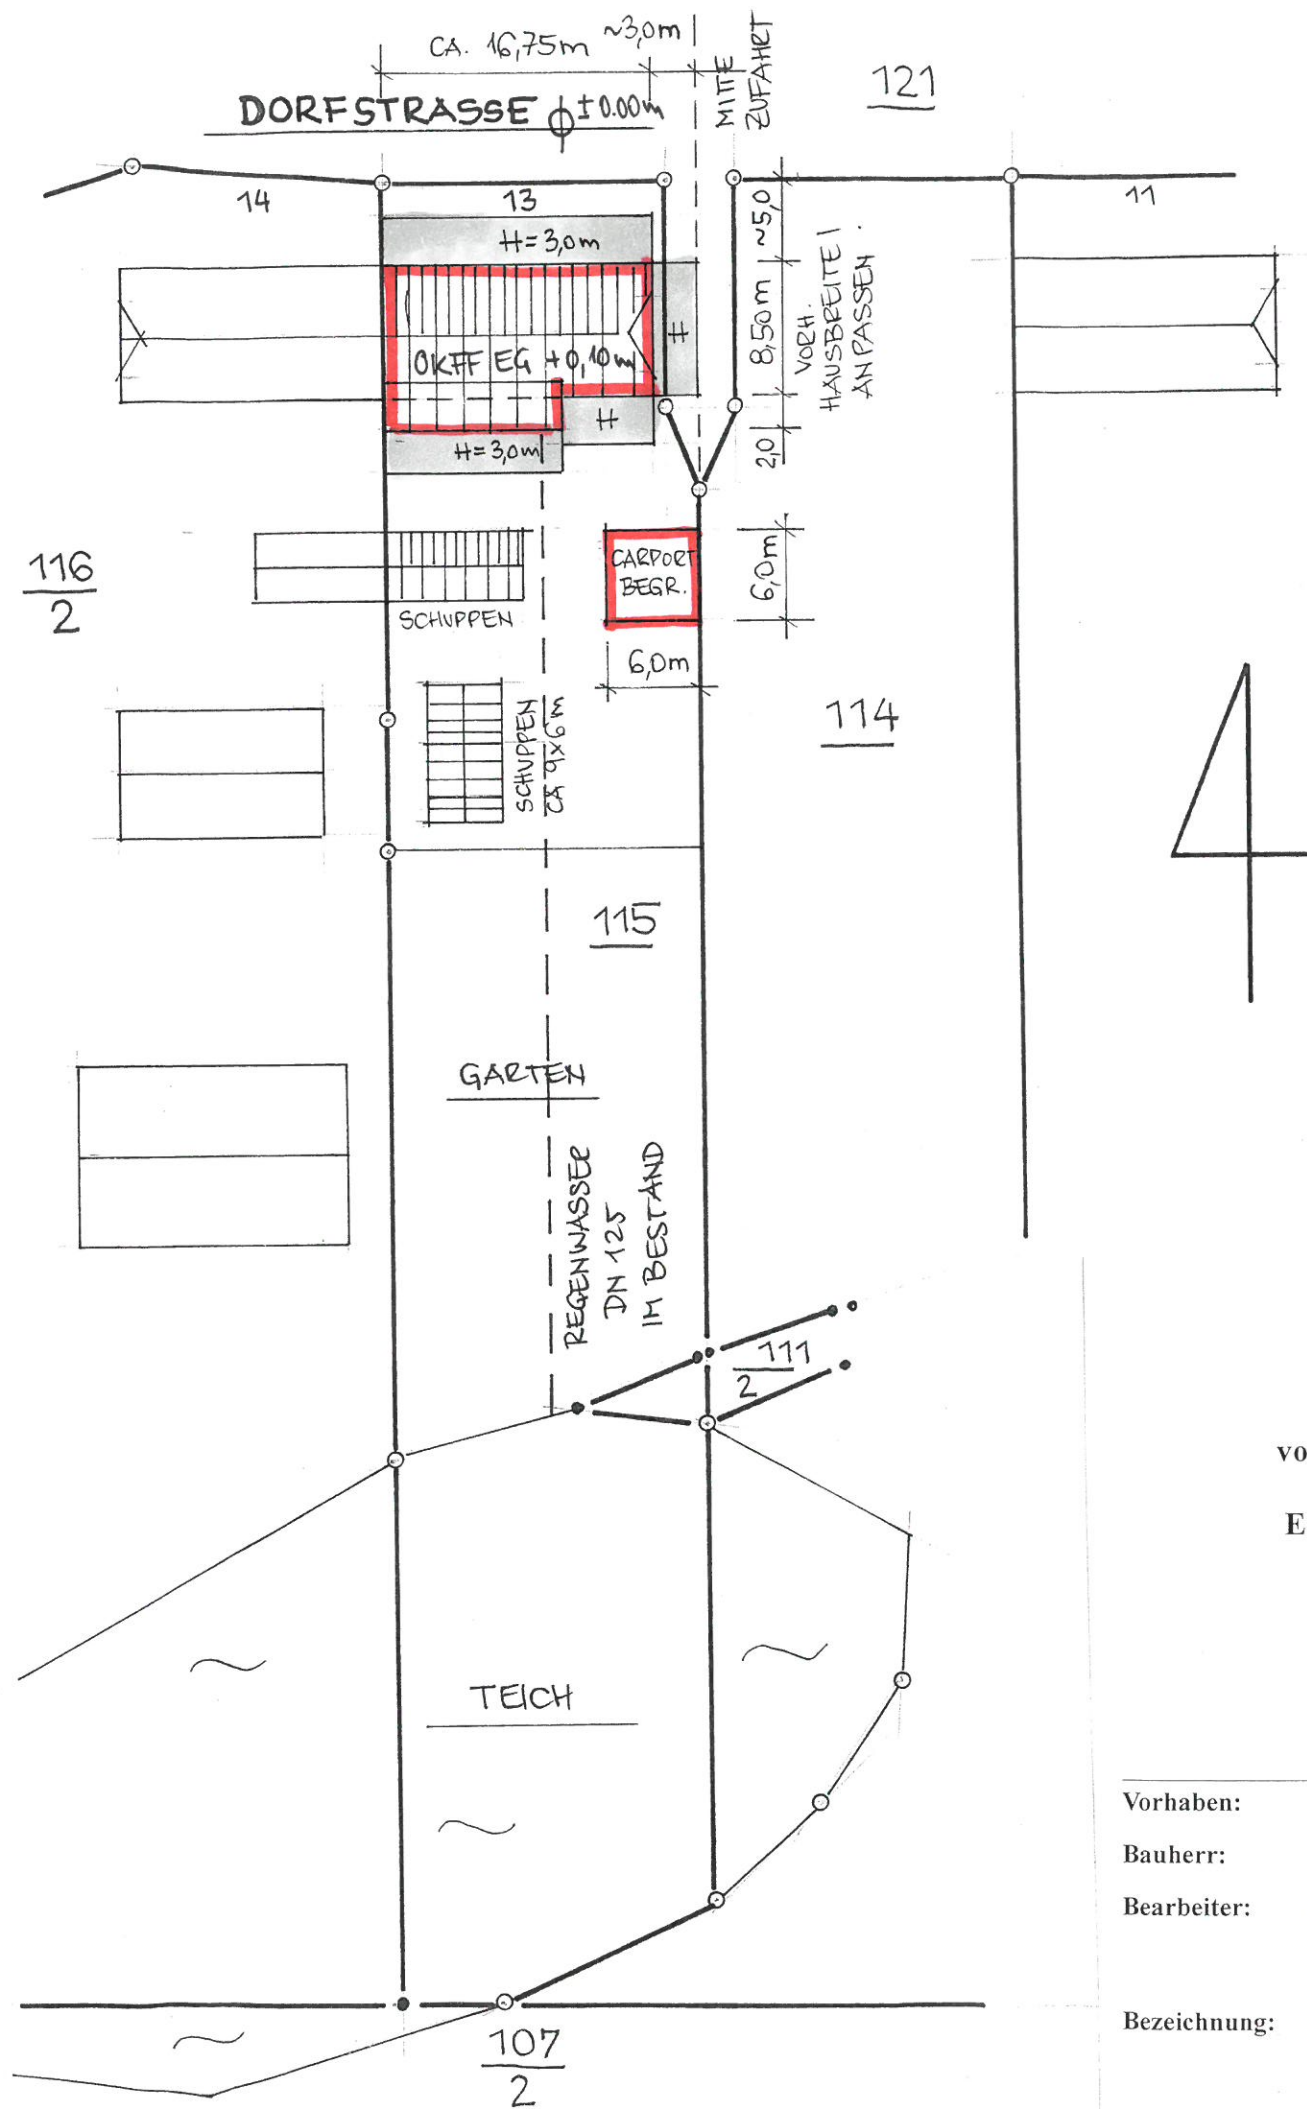 CA. 16,75m ~3,0m
MITTE
ZUFAHRT
121
DORFSTRASSE ±0.00m
14
13
11
H=3,0m
~5,0
8,50m
2,0
VORH.
HAUSBREITE!
ANPASSEN.
H
OKFF EG +0,10m
H
H=3,0m
116
2
SCHUPPEN
CARPORT
BEGR.
6,0m
6,0m
SCHUPPEN
CA 9x6m
114
115
GARTEN
REGENWASSER
DN 125
IM BESTAND
111
2
vo
E
TEICH
Vorhaben:
Bauherr:
Bearbeiter:
Bezeichnung:
107
2